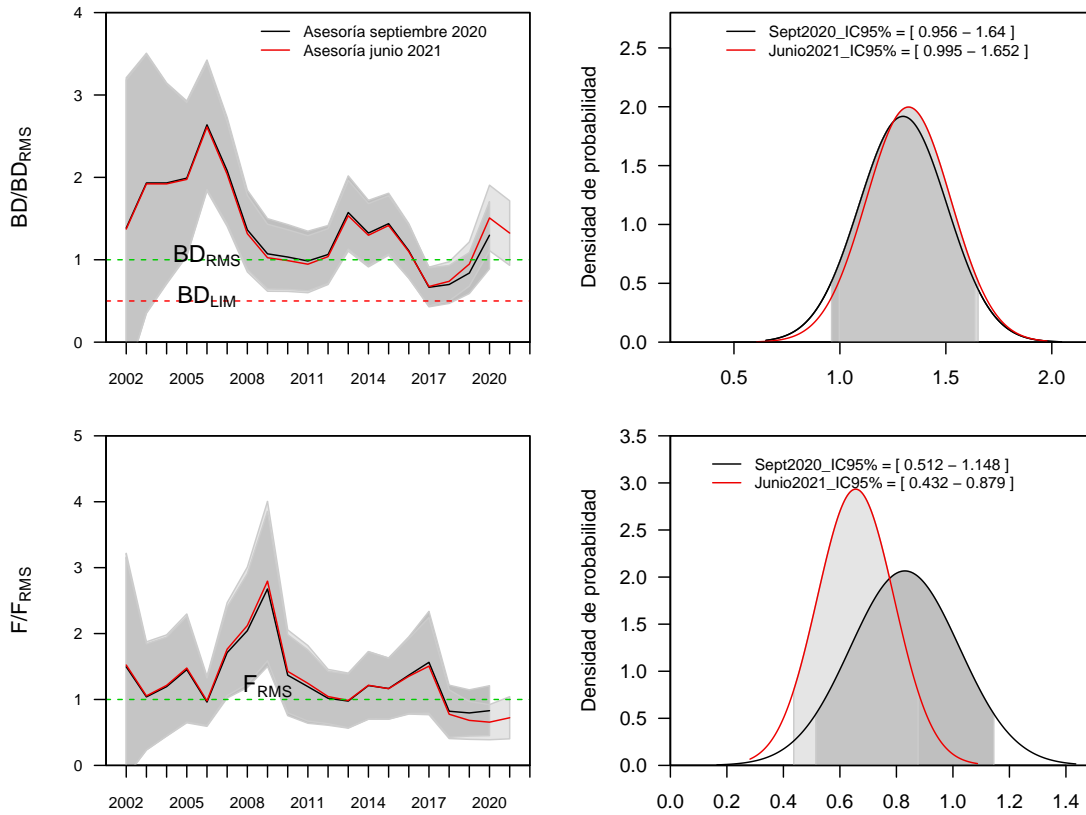 BD/BD_RMS
4
3
2
1
0
Asesoría septiembre 2020
Asesoría junio 2021
BD_RMS
BD_LIM
2002 2005 2008 2011 2014 2017 2020
Densidad de probabilidad
2.5
2.0
1.5
1.0
0.5
0.0
Sept2020_IC95% = [ 0.956 − 1.64 ]
Junio2021_IC95% = [ 0.995 − 1.652 ]
0.5 1.0 1.5 2.0
F/F_RMS
5
4
3
2
1
0
F_RMS
2002 2005 2008 2011 2014 2017 2020
Densidad de probabilidad
3.5
3.0
2.5
2.0
1.5
1.0
0.5
0.0
Sept2020_IC95% = [ 0.512 − 1.148 ]
Junio2021_IC95% = [ 0.432 − 0.879 ]
0.0 0.2 0.4 0.6 0.8 1.0 1.2 1.4